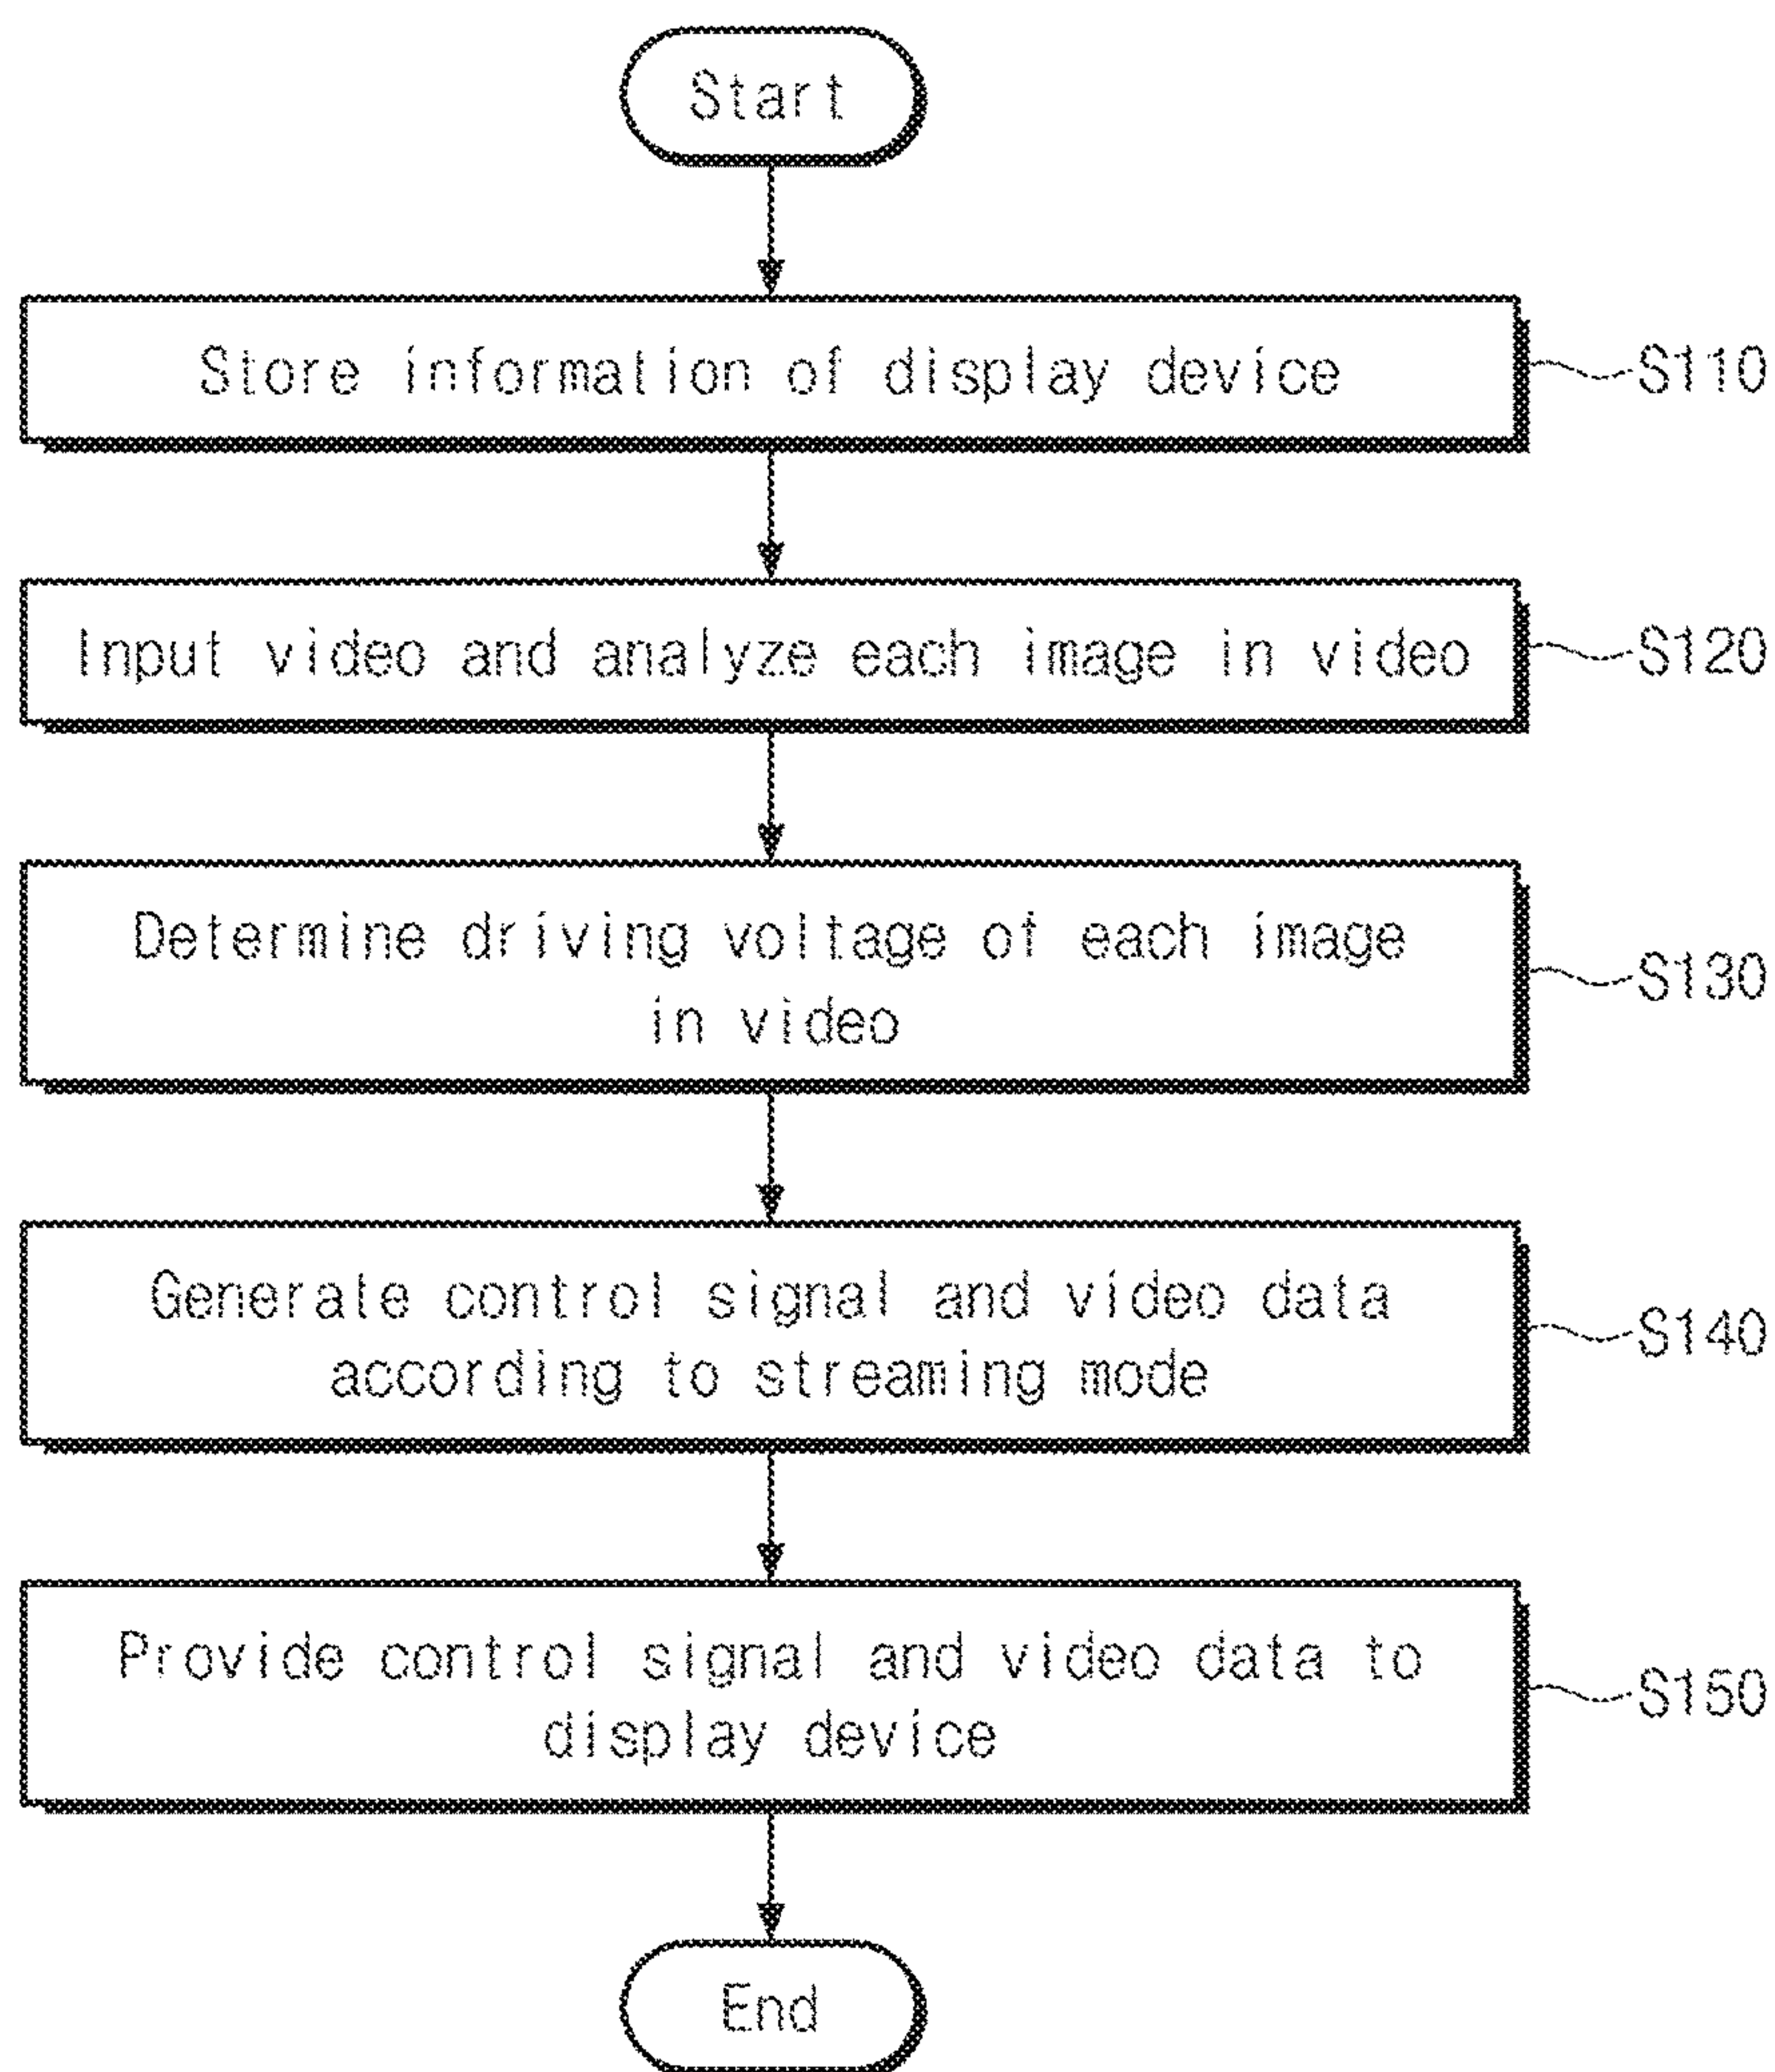 Start
Store information of display device
S110
Input video and analyze each image in video
S120
Determine driving voltage of each image
in video
S130
Generate control signal and video data
according to streaming mode
S140
Provide control signal and video data to
display device
S150
End